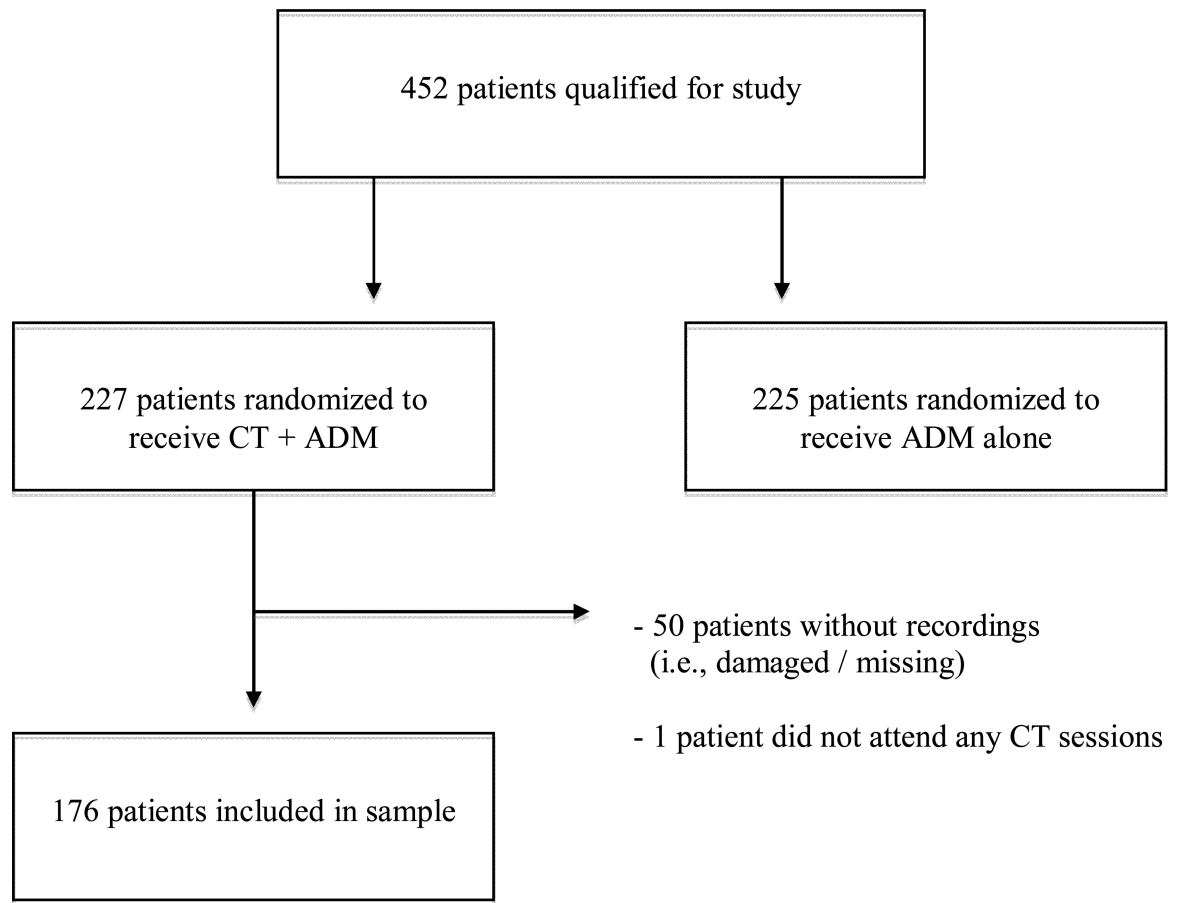 452 patients qualified for study
227 patients randomized to
receive CT + ADM
225 patients randomized to
receive ADM alone
- 50 patients without recordings
(i.e., damaged / missing)
- 1 patient did not attend any CT sessions
176 patients included in sample